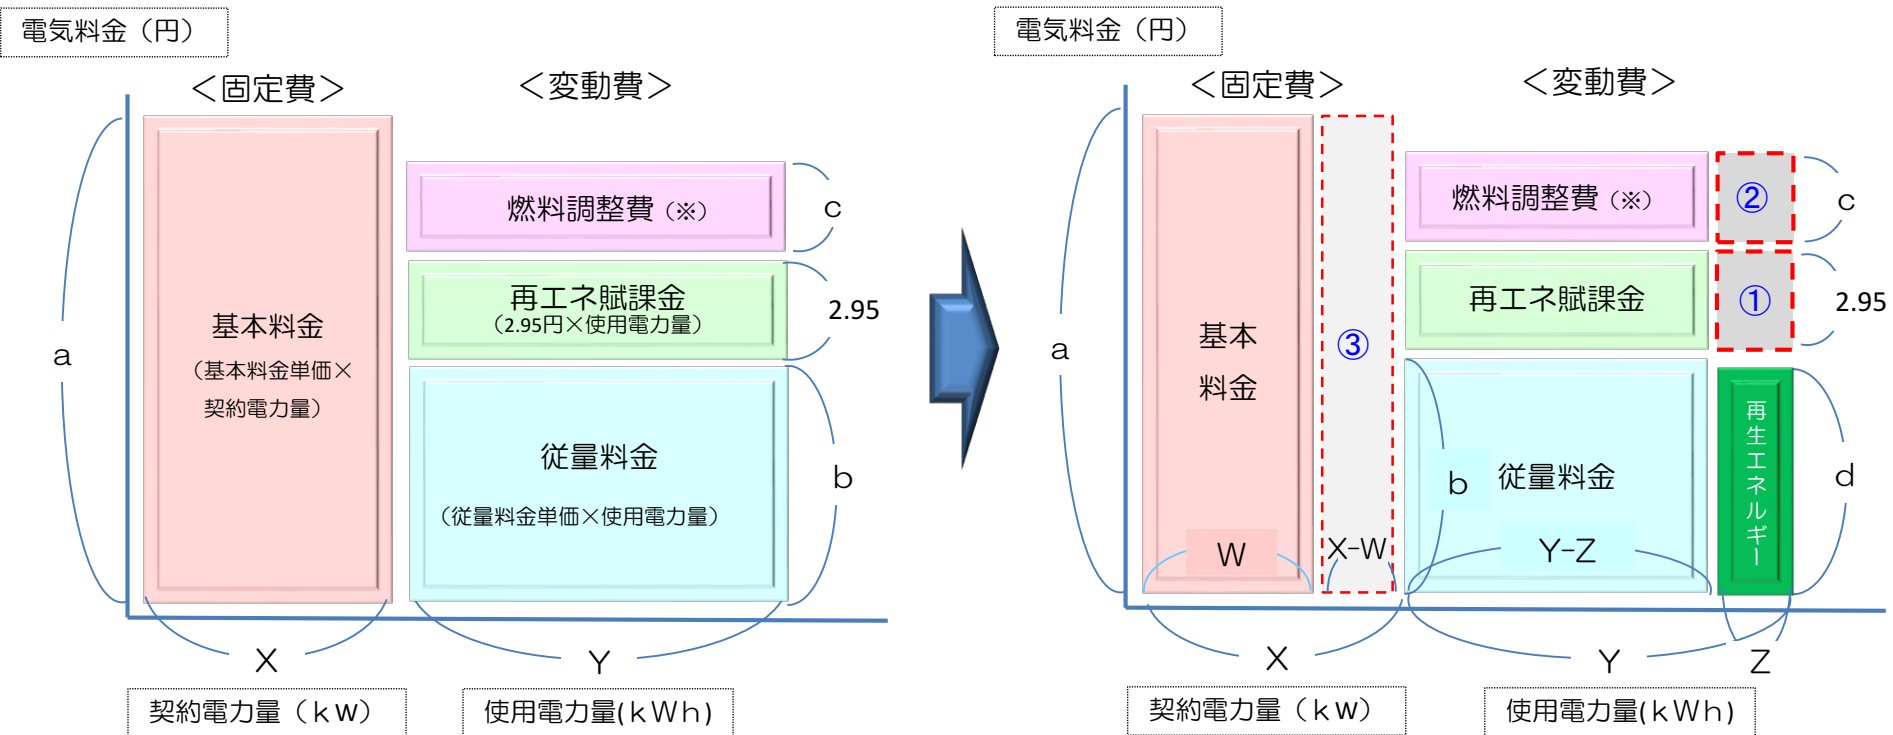 電気料金（円）
＜固定費＞
＜変動費＞
a
基本料金
（基本料金単価×
契約電力量）
燃料調整費（※）
c
再エネ賦課金
（2.95円×使用電力量）
2.95
従量料金
（従量料金単価×使用電力量）
b
X
Y
契約電力量（ｋｗ）
使用電力量(ｋＷｈ)
電気料金（円）
＜固定費＞
＜変動費＞
a
基本
料金
③
W
X-W
燃料調整費（※）
②
c
再エネ賦課金
①
2.95
b
従量料金
Y-Z
再生エネルギー
d
X
Y
Z
契約電力量（ｋｗ）
使用電力量(ｋＷｈ)